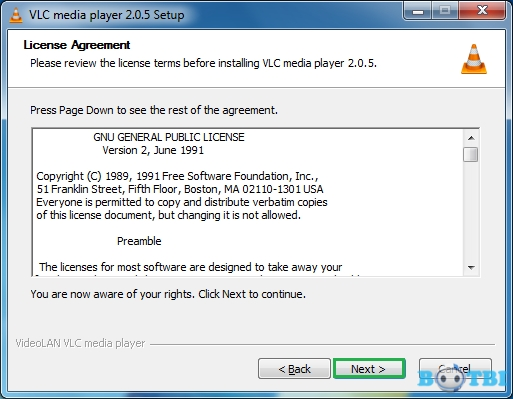 VLC media player 2.0.5 Setup
License Agreement
Please review the license terms before installing VLC media player 2.0.5.
Press Page Down to see the rest of the agreement.
GNU GENERAL PUBLIC LICENSE
Version 2, June 1991
Copyright (C) 1989, 1991 Free Software Foundation, Inc.,
51 Franklin Street, Fifth Floor, Boston, MA 02110-1301 USA
Everyone is permitted to copy and distribute verbatim copies
of this license document, but changing it is not allowed.
Preamble
The licenses for most software are designed to take away your
You are now aware of your rights. Click Next to continue.
VideoLAN VLC media player
< Back
Next >
Cancel